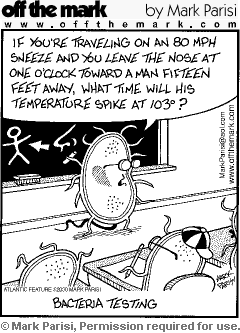 off the mark by Mark Parisi
www.offthemark.com
IF YOU'RE TRAVELING ON AN 80 MPH
SNEEZE AND YOU LEAVE THE NOSE AT
ONE O'CLOCK TOWARD A MAN FIFTEEN
FEET AWAY, WHAT TIME WILL HIS
TEMPERATURE SPIKE AT 103°?
MarkParisi@aol.com
www.offthemark.com
ATLANTIC FEATURE ©2000 MARK PARISI
MARK PARISI
BACTERIA TESTING
© Mark Parisi, Permission required for use.